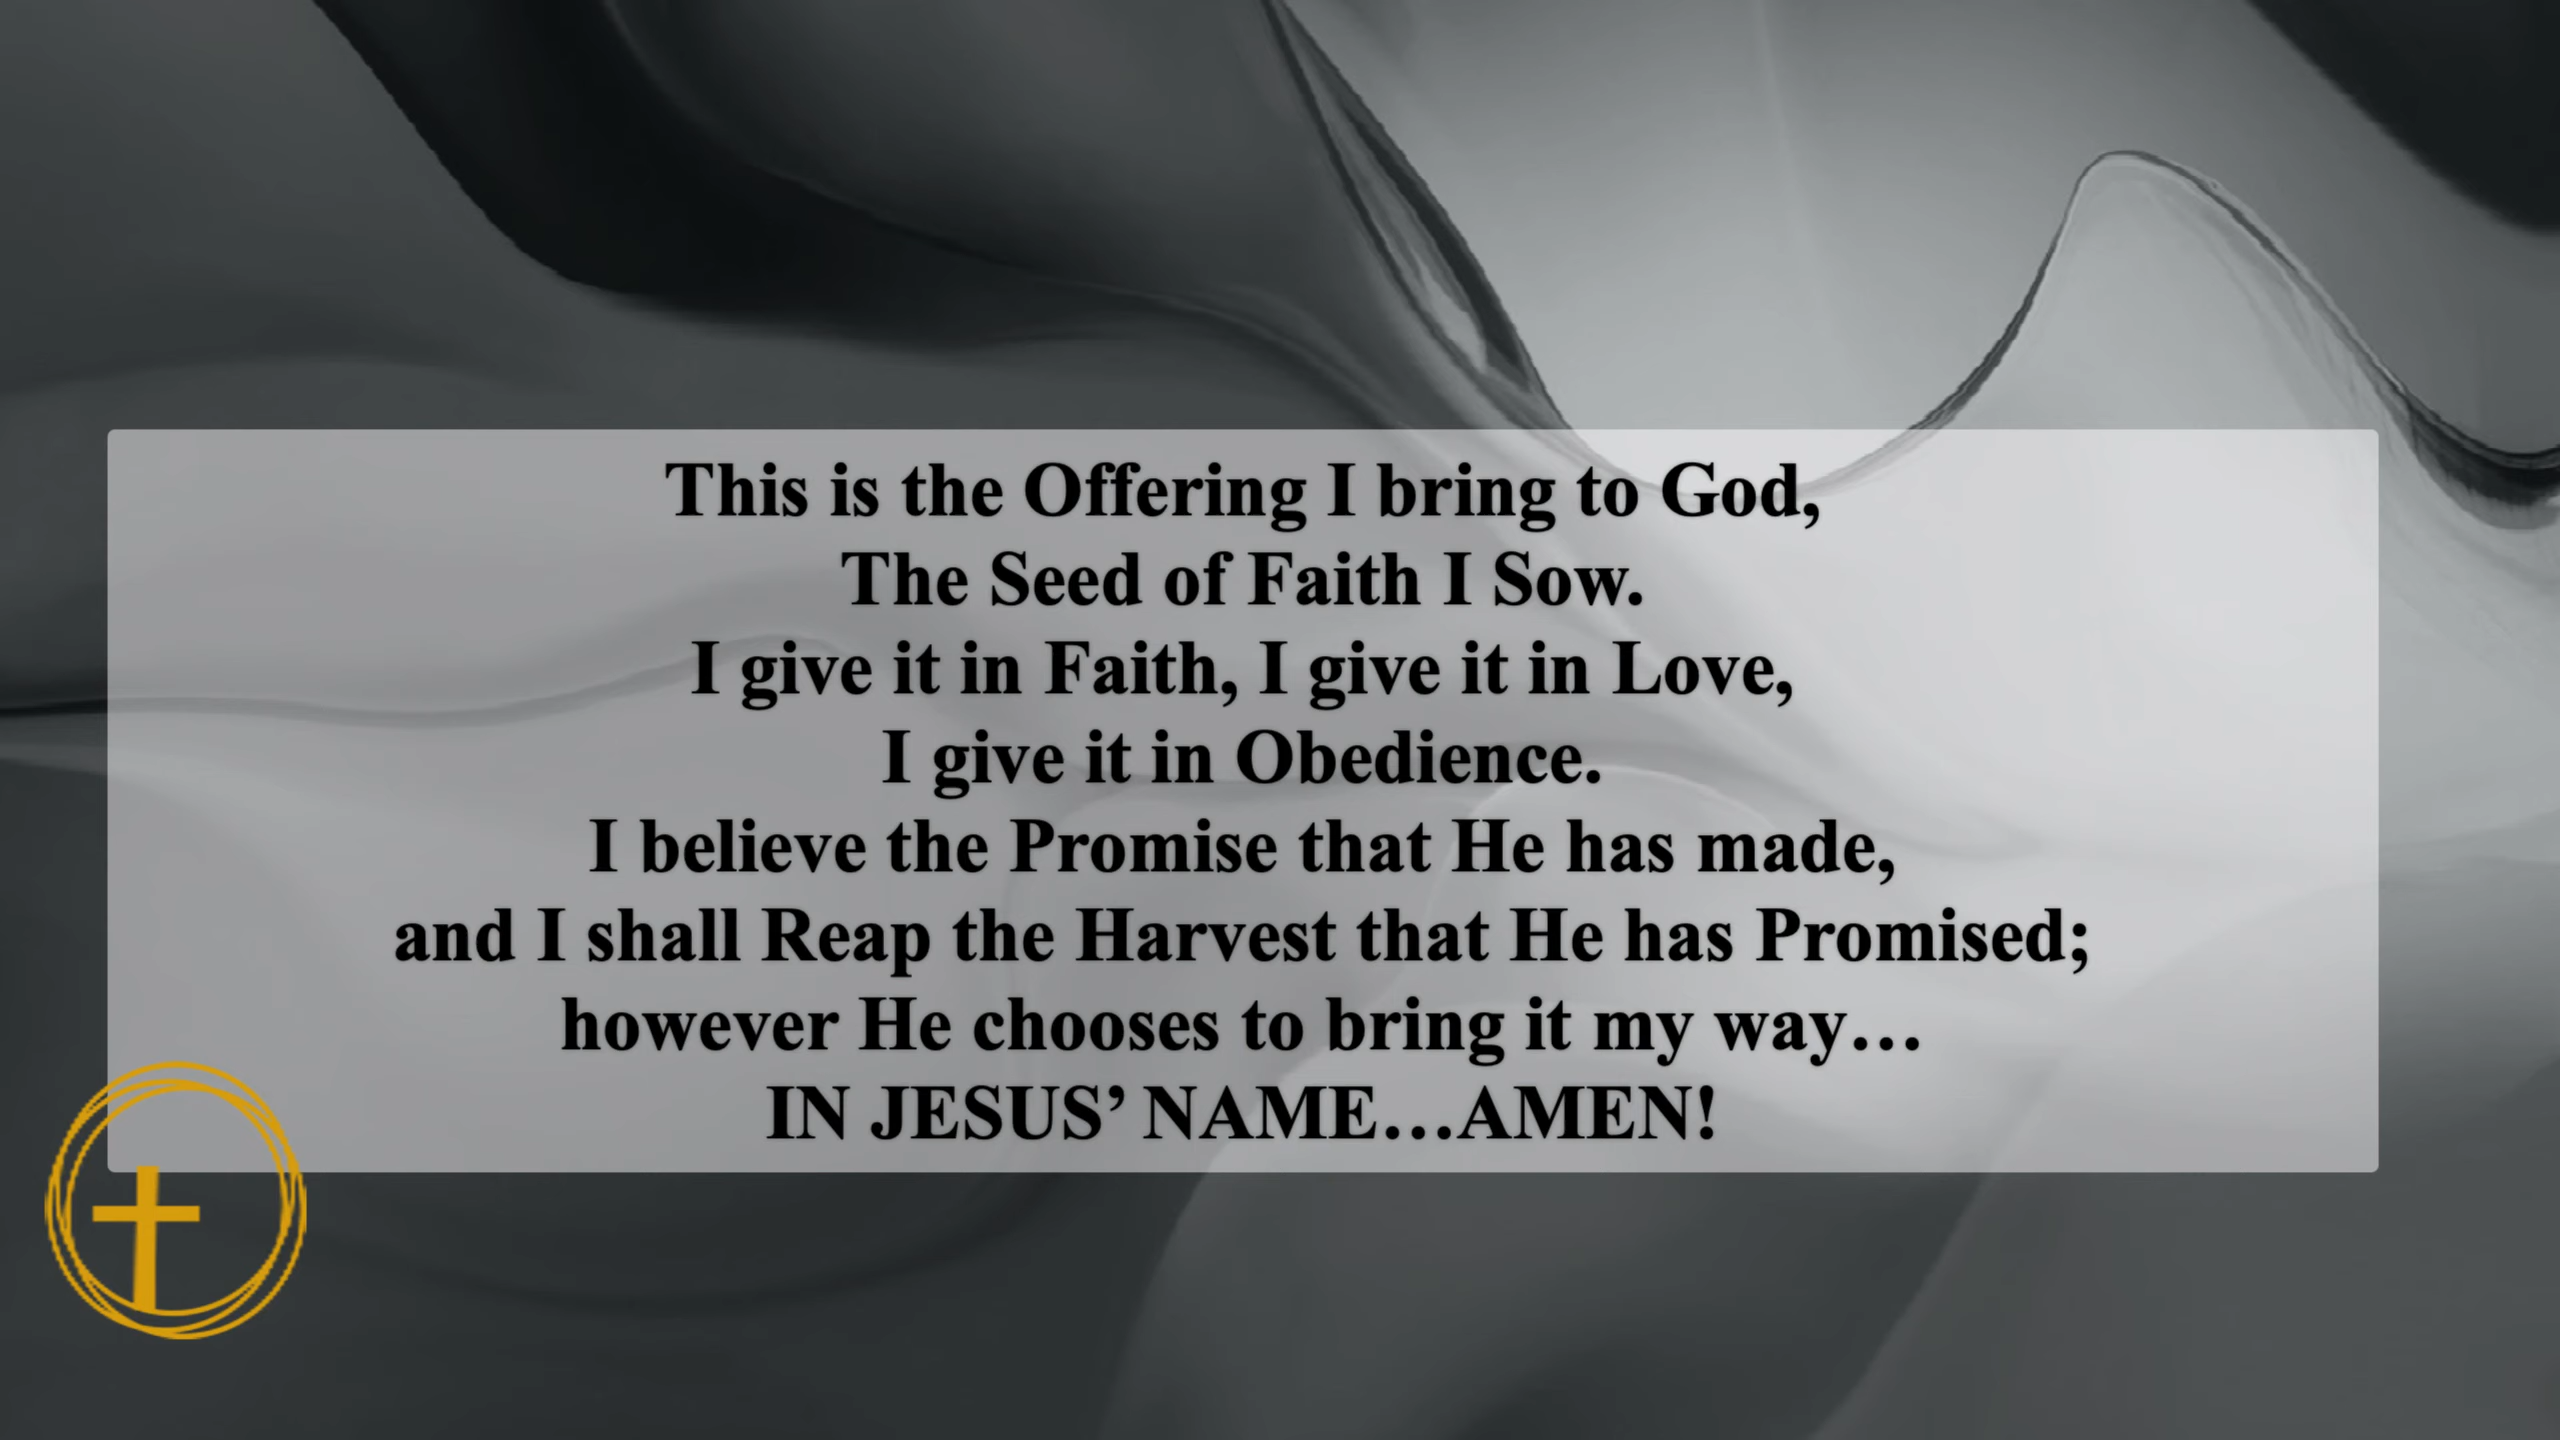 This is the Offering I bring to God,
The Seed of Faith I Sow.
I give it in Faith, I give it in Love,
I give it in Obedience.
I believe the Promise that He has made,
and I shall Reap the Harvest that He has Promised;
however He chooses to bring it my way…
IN JESUS’ NAME…AMEN!